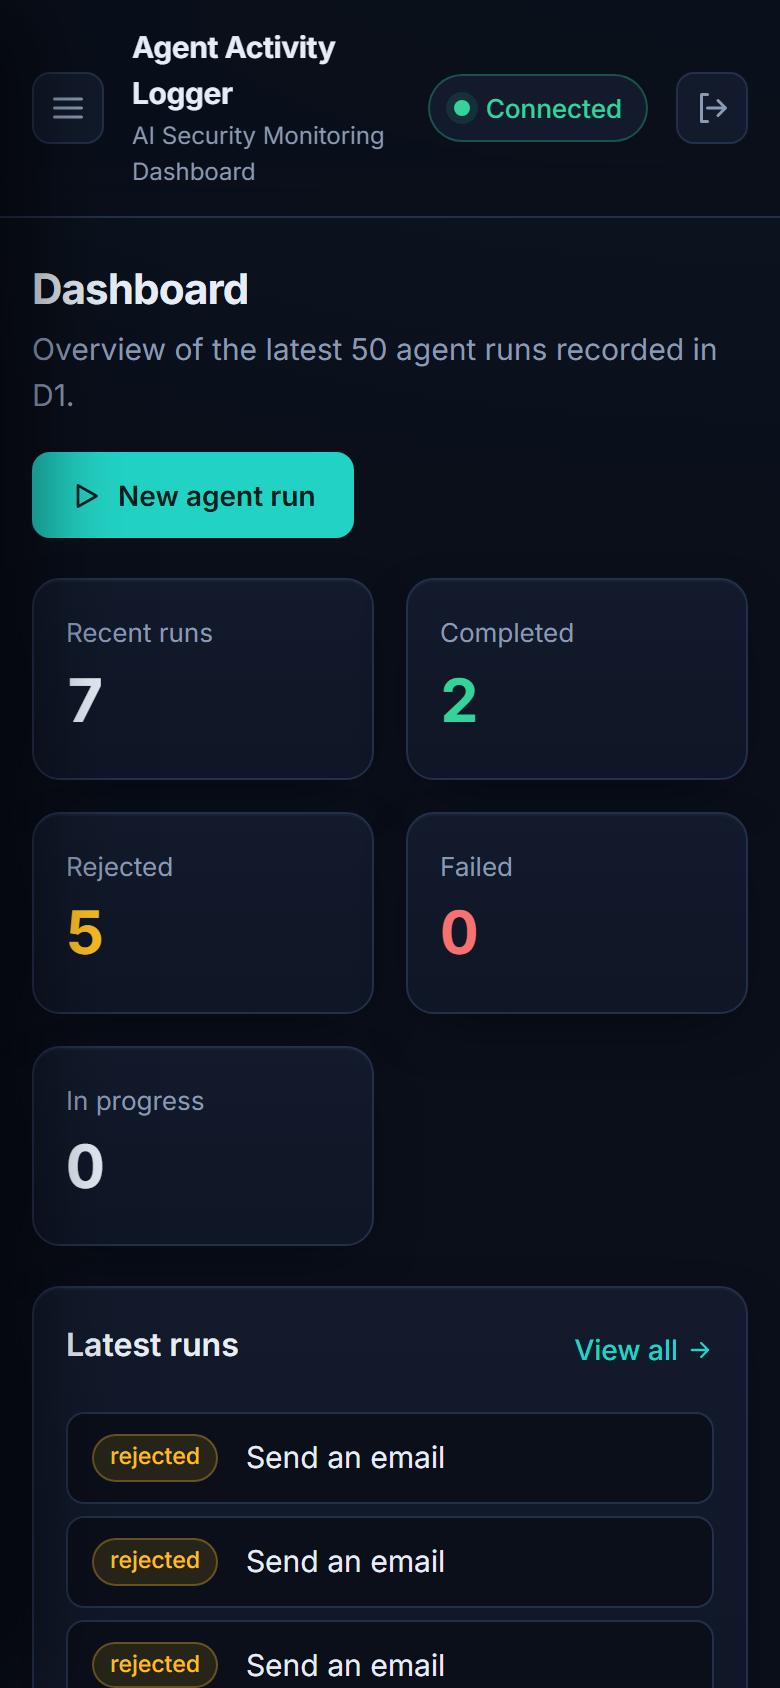 Agent Activity
Logger
AI Security Monitoring
Dashboard
Connected
Dashboard
Overview of the latest 50 agent runs recorded in
D1.
New agent run
Recent runs
7
Completed
2
Rejected
5
Failed
0
In progress
0
Latest runs
View all →
rejected Send an email
rejected Send an email
rejected Send an email